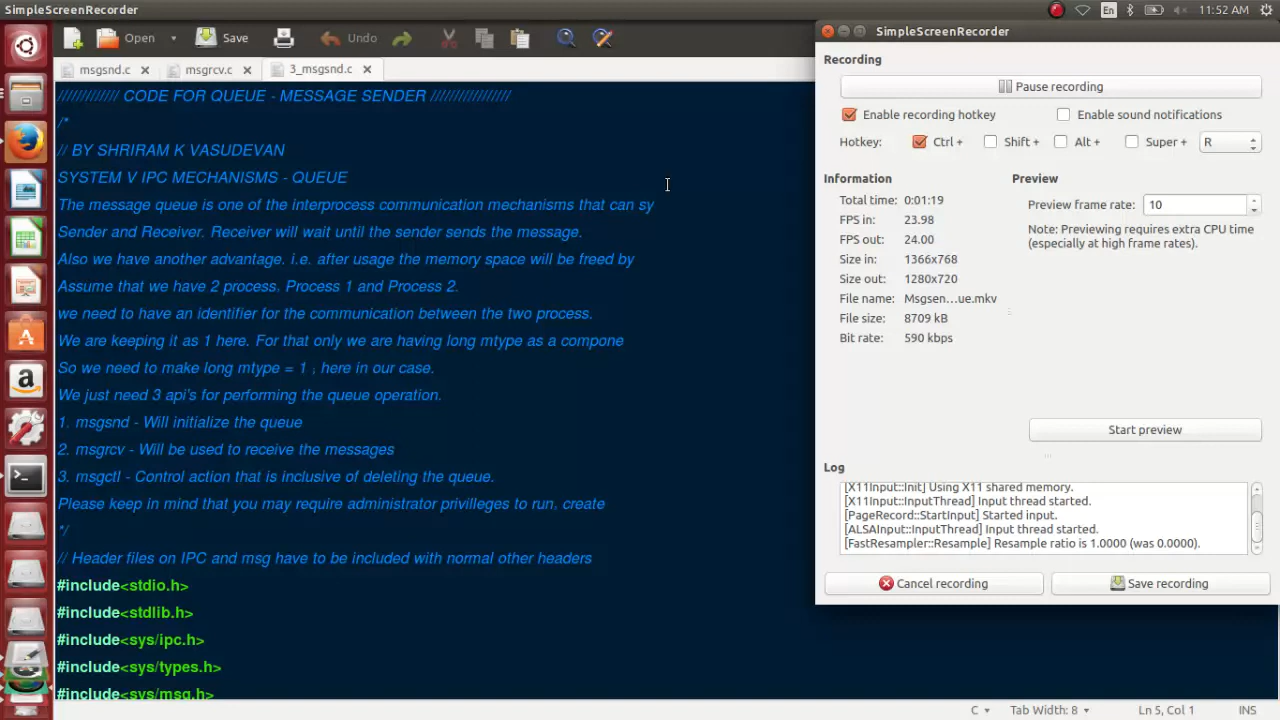 SimpleScreenRecorder
En
11:52 AM
Open
Save
Undo
msgsnd.c
msgrcv.c
3_msgsnd.c
///////////// CODE FOR QUEUE - MESSAGE SENDER /////////////////
/*
// BY SHRIRAM K VASUDEVAN
SYSTEM V IPC MECHANISMS - QUEUE
The message queue is one of the interprocess communication mechanisms that can sy
Sender and Receiver. Receiver will wait until the sender sends the message.
Also we have another advantage. i.e. after usage the memory space will be freed by
Assume that we have 2 process. Process 1 and Process 2.
we need to have an identifier for the communication between the two process.
We are keeping it as 1 here. For that only we are having long mtype as a compone
So we need to make long mtype = 1 , here in our case.
We just need 3 api's for performing the queue operation.
1. msgsnd - Will initialize the queue
2. msgrcv - Will be used to receive the messages
3. msgctl - Control action that is inclusive of deleting the queue.
Please keep in mind that you may require administrator privilleges to run, create
*/
// Header files on IPC and msg have to be included with normal other headers
#include<stdio.h>
#include<stdlib.h>
#include<sys/ipc.h>
#include<sys/types.h>
#include<sys/msg.h>
C
Tab Width: 8
Ln 5, Col 1
INS
SimpleScreenRecorder
Recording
Pause recording
Enable recording hotkey
Enable sound notifications
Hotkey:
Ctrl +
Shift +
Alt +
Super +
R
Information
Total time: 0:01:19
FPS in: 23.98
FPS out: 24.00
Size in: 1366x768
Size out: 1280x720
File name: Msgsen...ue.mkv
File size: 8709 kB
Bit rate: 590 kbps
Preview
Preview frame rate: 10
Note: Previewing requires extra CPU time
(especially at high frame rates).
Start preview
Log
[X11Input::Init] Using X11 shared memory.
[X11Input::InputThread] Input thread started.
[PageRecord::StartInput] Started input.
[ALSAInput::InputThread] Input thread started.
[FastResampler::Resample] Resample ratio is 1.0000 (was 0.0000).
Cancel recording
Save recording